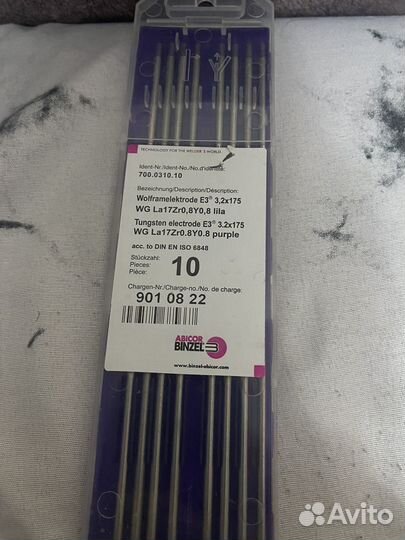 TECHNOLOGY FOR THE WELDER'S WORLD.
Ident-Nr./Ident-No./No.d'identité:
700.0310.10
Bezeichnung/Description/Déscription:
Wolframelektrode E3® 3,2x175
WG La17Zr0,8Y0,8 lila
Tungsten electrode E3® 3.2x175
WG La17Zr0.8Y0.8 purple
acc. to DIN EN ISO 6848
Stückzahl:
Pieces:
Pièce:
10
Chargen-Nr./Charge-no./No. de charge:
901 08 22
ABICOR
BINZEL
www.binzel-abicor.com
Avito